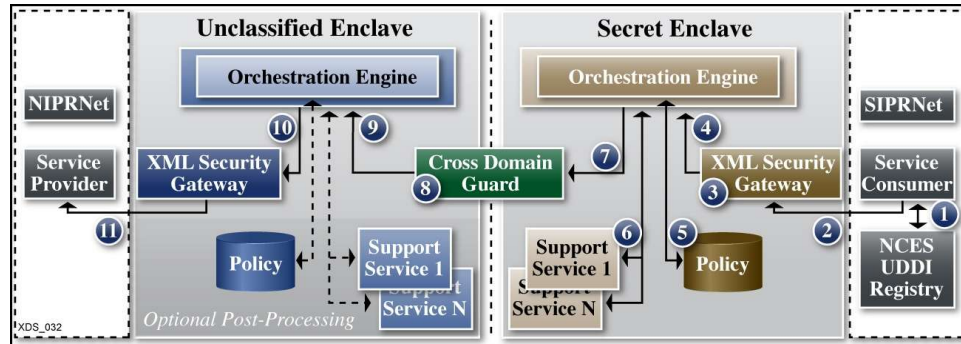 Unclassified Enclave
Orchestration Engine
NIPRNet
10
9
Service
Provider
XML Security
Gateway
Cross Domain
Guard
8
11
Policy
Support
Service 1
Support
Service N
Optional Post-Processing
XDS_032
Secret Enclave
Orchestration Engine
SIPRNet
4
7
XML Security
Gateway
3
Service
Consumer
1
2
6
5
Support
Service 1
Support
Service N
Policy
NCES
UDDI
Registry